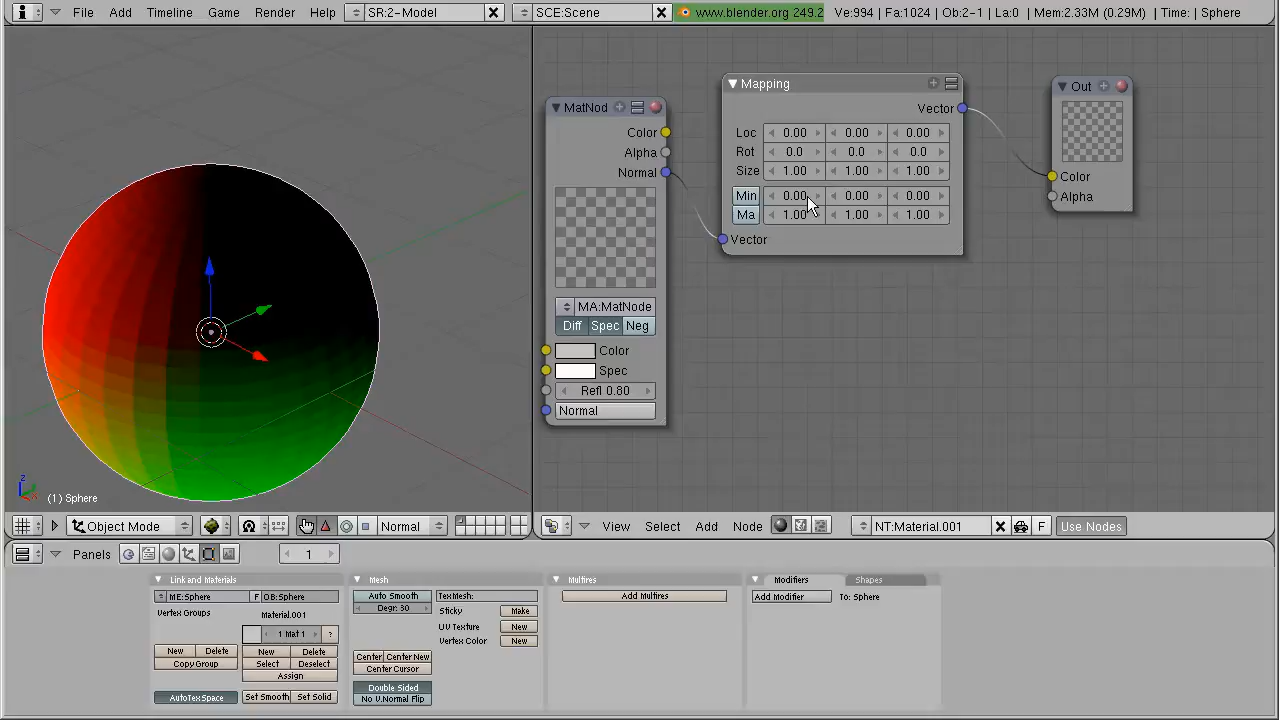 File Add Timeline Game Render Help SR:2-Model SCE:Scene www.blender.org 249.2 Ve:994 | Fa:1024 | Ob:2-1 | La:0 | Mem:2.33M (0.29M) | Time: | Sphere
MatNod
Color
Alpha
Normal
MA:MatNode
Diff Spec Neg
Color
Spec
Refl 0.80
Normal
Mapping
Vector
Loc 0.00 0.00 0.00
Rot 0.0 0.0 0.0
Size 1.00 1.00 1.00
Min 0.00 0.00 0.00
Ma 1.00 1.00 1.00
Vector
Out
Color
Alpha
z
(1) Sphere
Object Mode Normal
View Select Add Node NT:Material.001 F Use Nodes
Panels 1
Link and Materials
ME:Sphere F OB:Sphere
Vertex Groups
Material.001
1 Mat 1 ?
New Delete New Delete
Copy Group Select Deselect
Assign
AutoTexSpace Set Smooth Set Solid
Mesh
Auto Smooth TexMesh:
Degr: 30 Sticky Make
UV Texture New
Vertex Color New
Center Center New
Center Cursor
Double Sided
No V.Normal Flip
Multires
Add Multires
Modifiers Shapes
Add Modifier To: Sphere